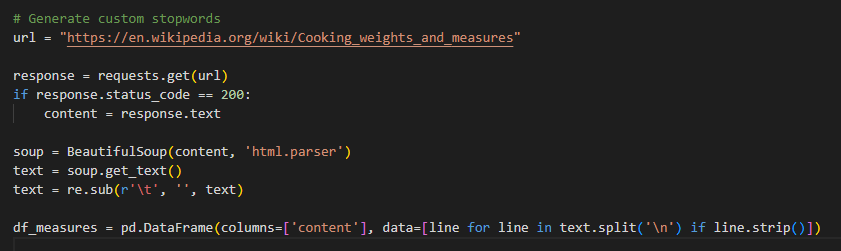 # Generate custom stopwords
url = "https://en.wikipedia.org/wiki/Cooking_weights_and_measures"
response = requests.get(url)
if response.status_code == 200:
    content = response.text
soup = BeautifulSoup(content, 'html.parser')
text = soup.get_text()
text = re.sub(r'\t', '', text)
df_measures = pd.DataFrame(columns=['content'], data=[line for line in text.split('\n') if line.strip()])